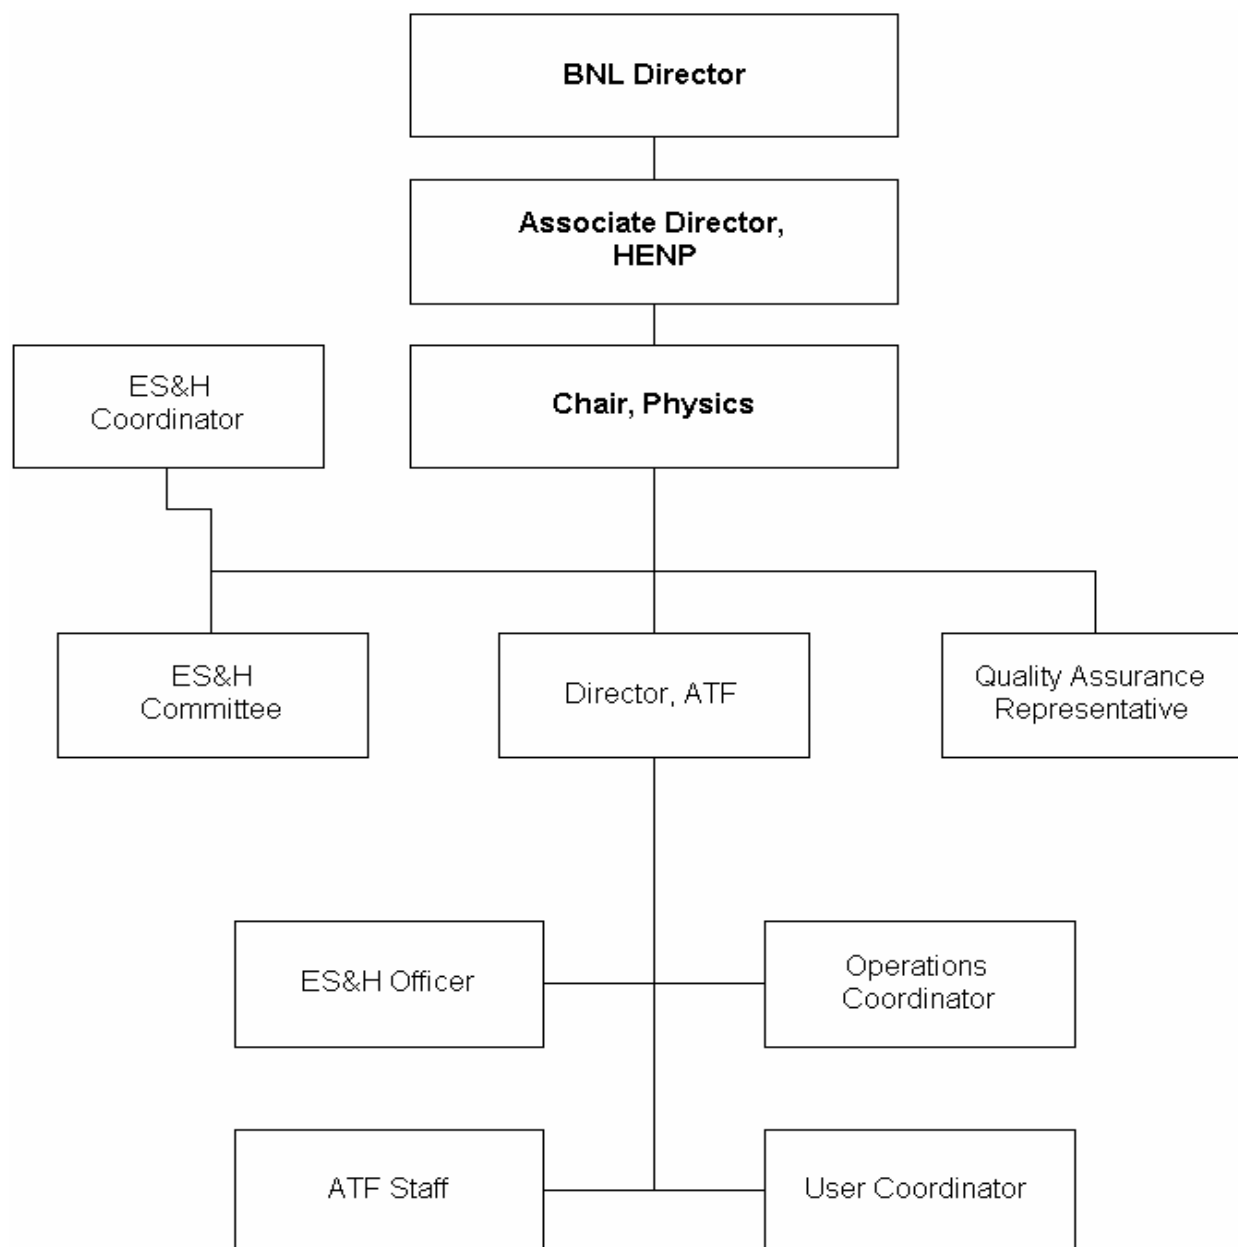 BNL Director
Associate Director,
HENP
ES&H
Coordinator
Chair, Physics
ES&H
Committee
Director, ATF
Quality Assurance
Representative
ES&H Officer
Operations
Coordinator
ATF Staff
User Coordinator